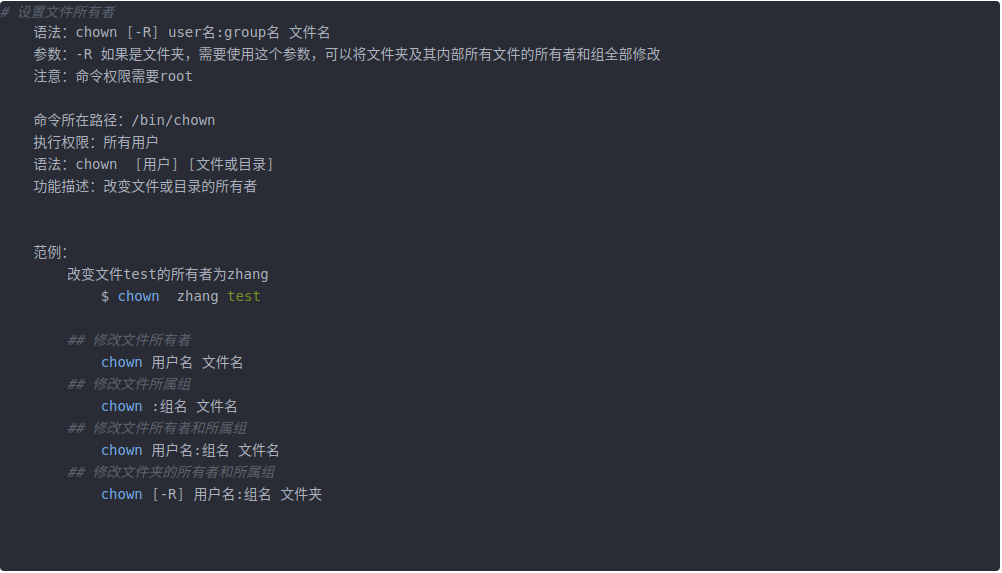 # 设置文件所有者
语法：chown [-R] user名:group名 文件名
参数：-R 如果是文件夹，需要使用这个参数，可以将文件夹及其内部所有文件的所有者和组全部修改
注意：命令权限需要root
命令所在路径：/bin/chown
执行权限：所有用户
语法：chown  [用户] [文件或目录]
功能描述：改变文件或目录的所有者
范例：
改变文件test的所有者为zhang
$ chown  zhang test
## 修改文件所有者
chown 用户名 文件名
## 修改文件所属组
chown :组名 文件名
## 修改文件所有者和所属组
chown 用户名:组名 文件名
## 修改文件夹的所有者和所属组
chown [-R] 用户名:组名 文件夹